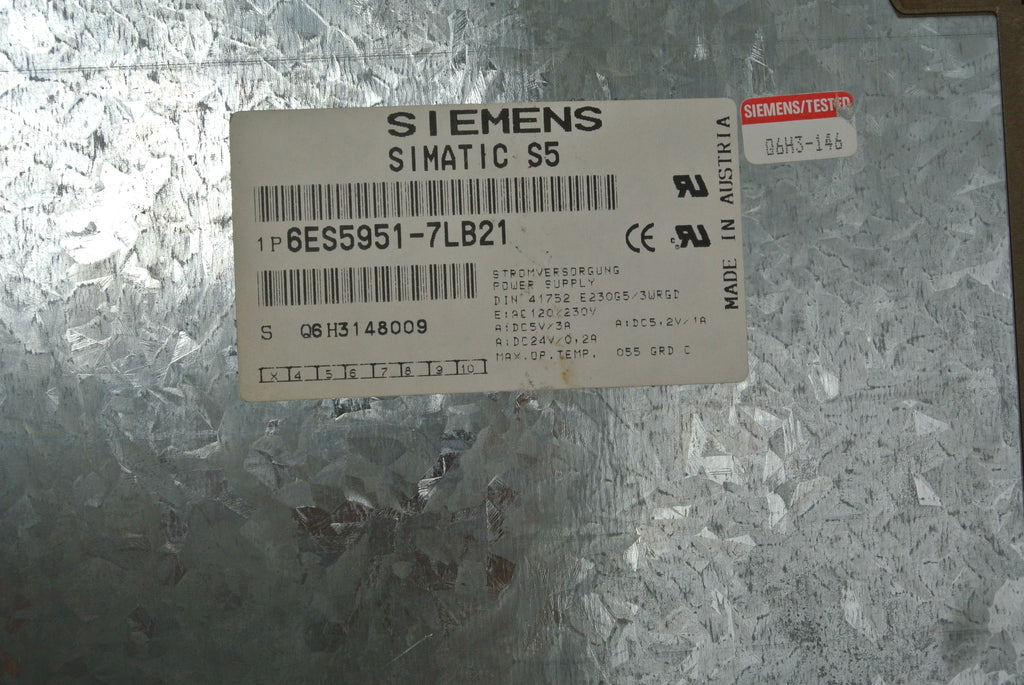 SIEMENS
SIMATIC S5
1P 6ES5951-7LB21
S Q6H3148009
X 4 5 6 7 8 9 10
STROMVERSORGUNG
POWER SUPPLY
DIN 41752 E230G5/3WRGD
E:AC120/230V
A:DC5V/3A A:DC5,2V/1A
A:DC24V/0,2A
MAX.OP.TEMP. 055 GRD C
CE
MADE IN AUSTRIA
SIEMENS/TESTED
Q6H3-146